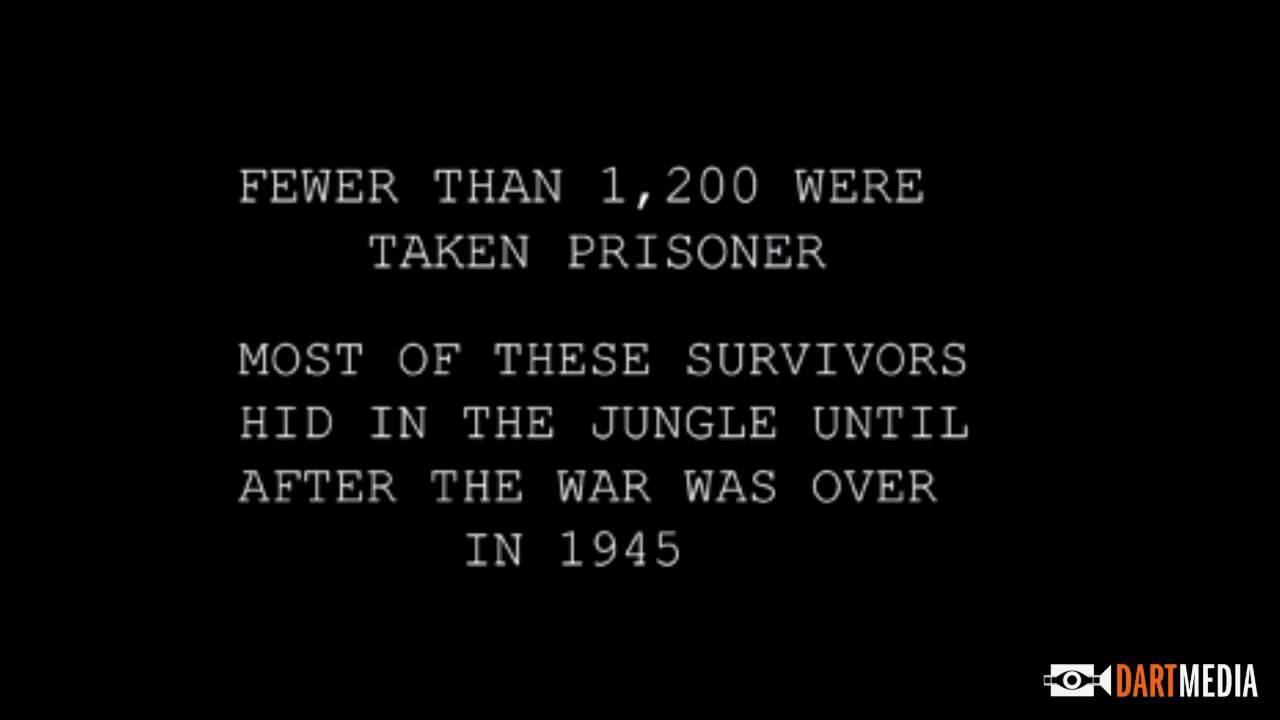 FEWER THAN 1,200 WERE
TAKEN PRISONER
MOST OF THESE SURVIVORS
HID IN THE JUNGLE UNTIL
AFTER THE WAR WAS OVER
IN 1945
DARTMEDIA